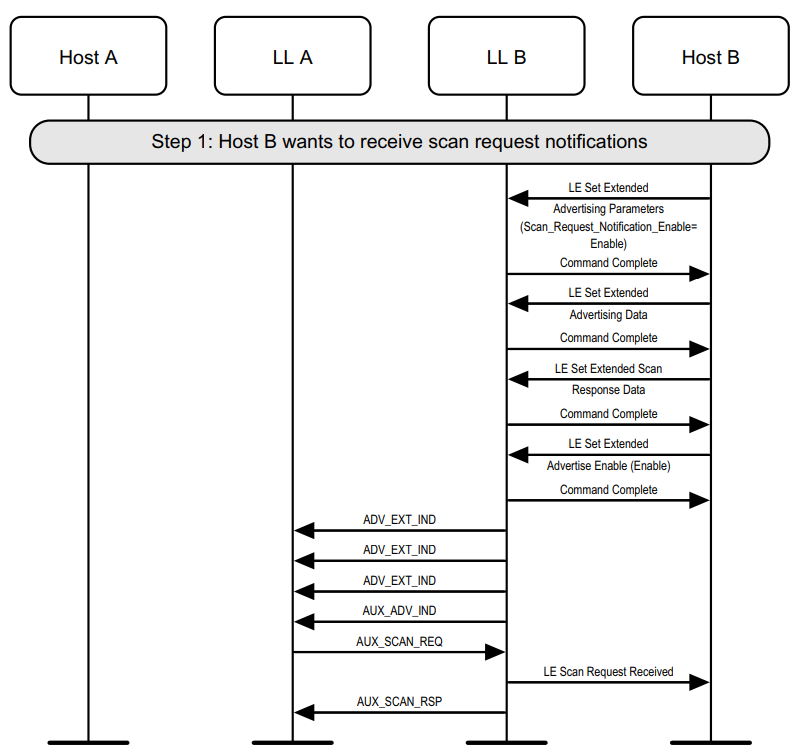 Host A
LL A
LL B
Host B
Step 1: Host B wants to receive scan request notifications
LE Set Extended
Advertising Parameters
(Scan_Request_Notification_Enable=
Enable)
Command Complete
LE Set Extended
Advertising Data
Command Complete
LE Set Extended Scan
Response Data
Command Complete
LE Set Extended
Advertise Enable (Enable)
Command Complete
ADV_EXT_IND
ADV_EXT_IND
ADV_EXT_IND
AUX_ADV_IND
AUX_SCAN_REQ
LE Scan Request Received
AUX_SCAN_RSP